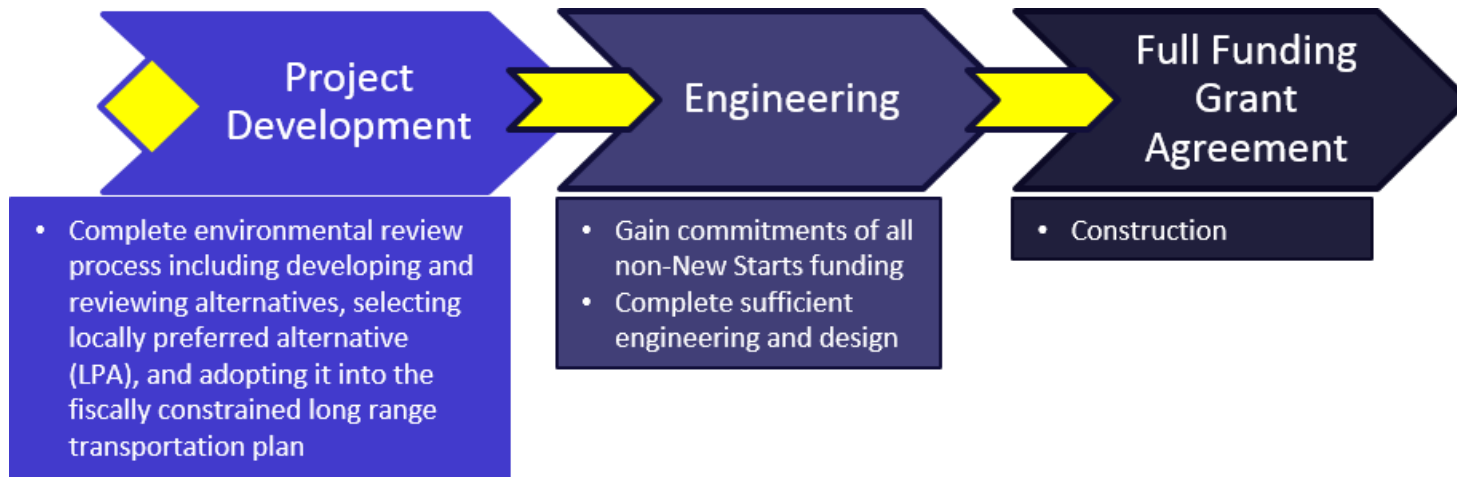 Project
Development
Engineering
Full Funding
Grant
Agreement
• Complete environmental review
process including developing and
reviewing alternatives, selecting
locally preferred alternative
(LPA), and adopting it into the
fiscally constrained long range
transportation plan
• Gain commitments of all
non-New Starts funding
• Complete sufficient
engineering and design
• Construction